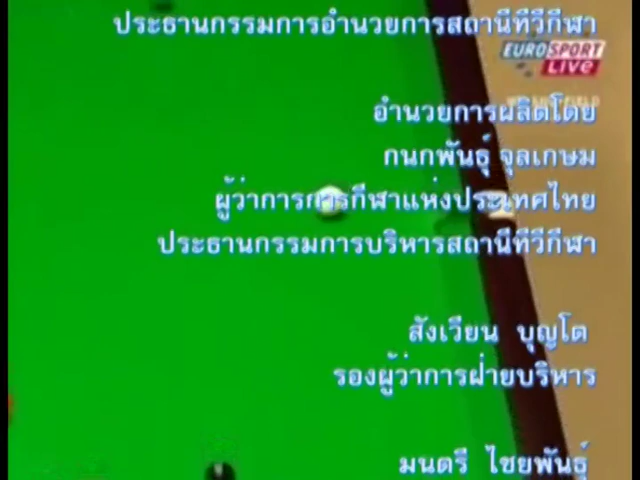 ประธานกรรมการอำนวยการสถานีทีวีกีฬา
EUROSPORT
LIVE
อำนวยการผลิตโดย
กนกพันธุ์ จุลเกษม
ผู้ว่าการการกีฬาแห่งประเทศไทย
ประธานกรรมการบริหารสถานีทีวีกีฬา
สังเวียน บุญโต
รองผู้ว่าการฝ่ายบริหาร
มนตรี ไชยพันธุ์